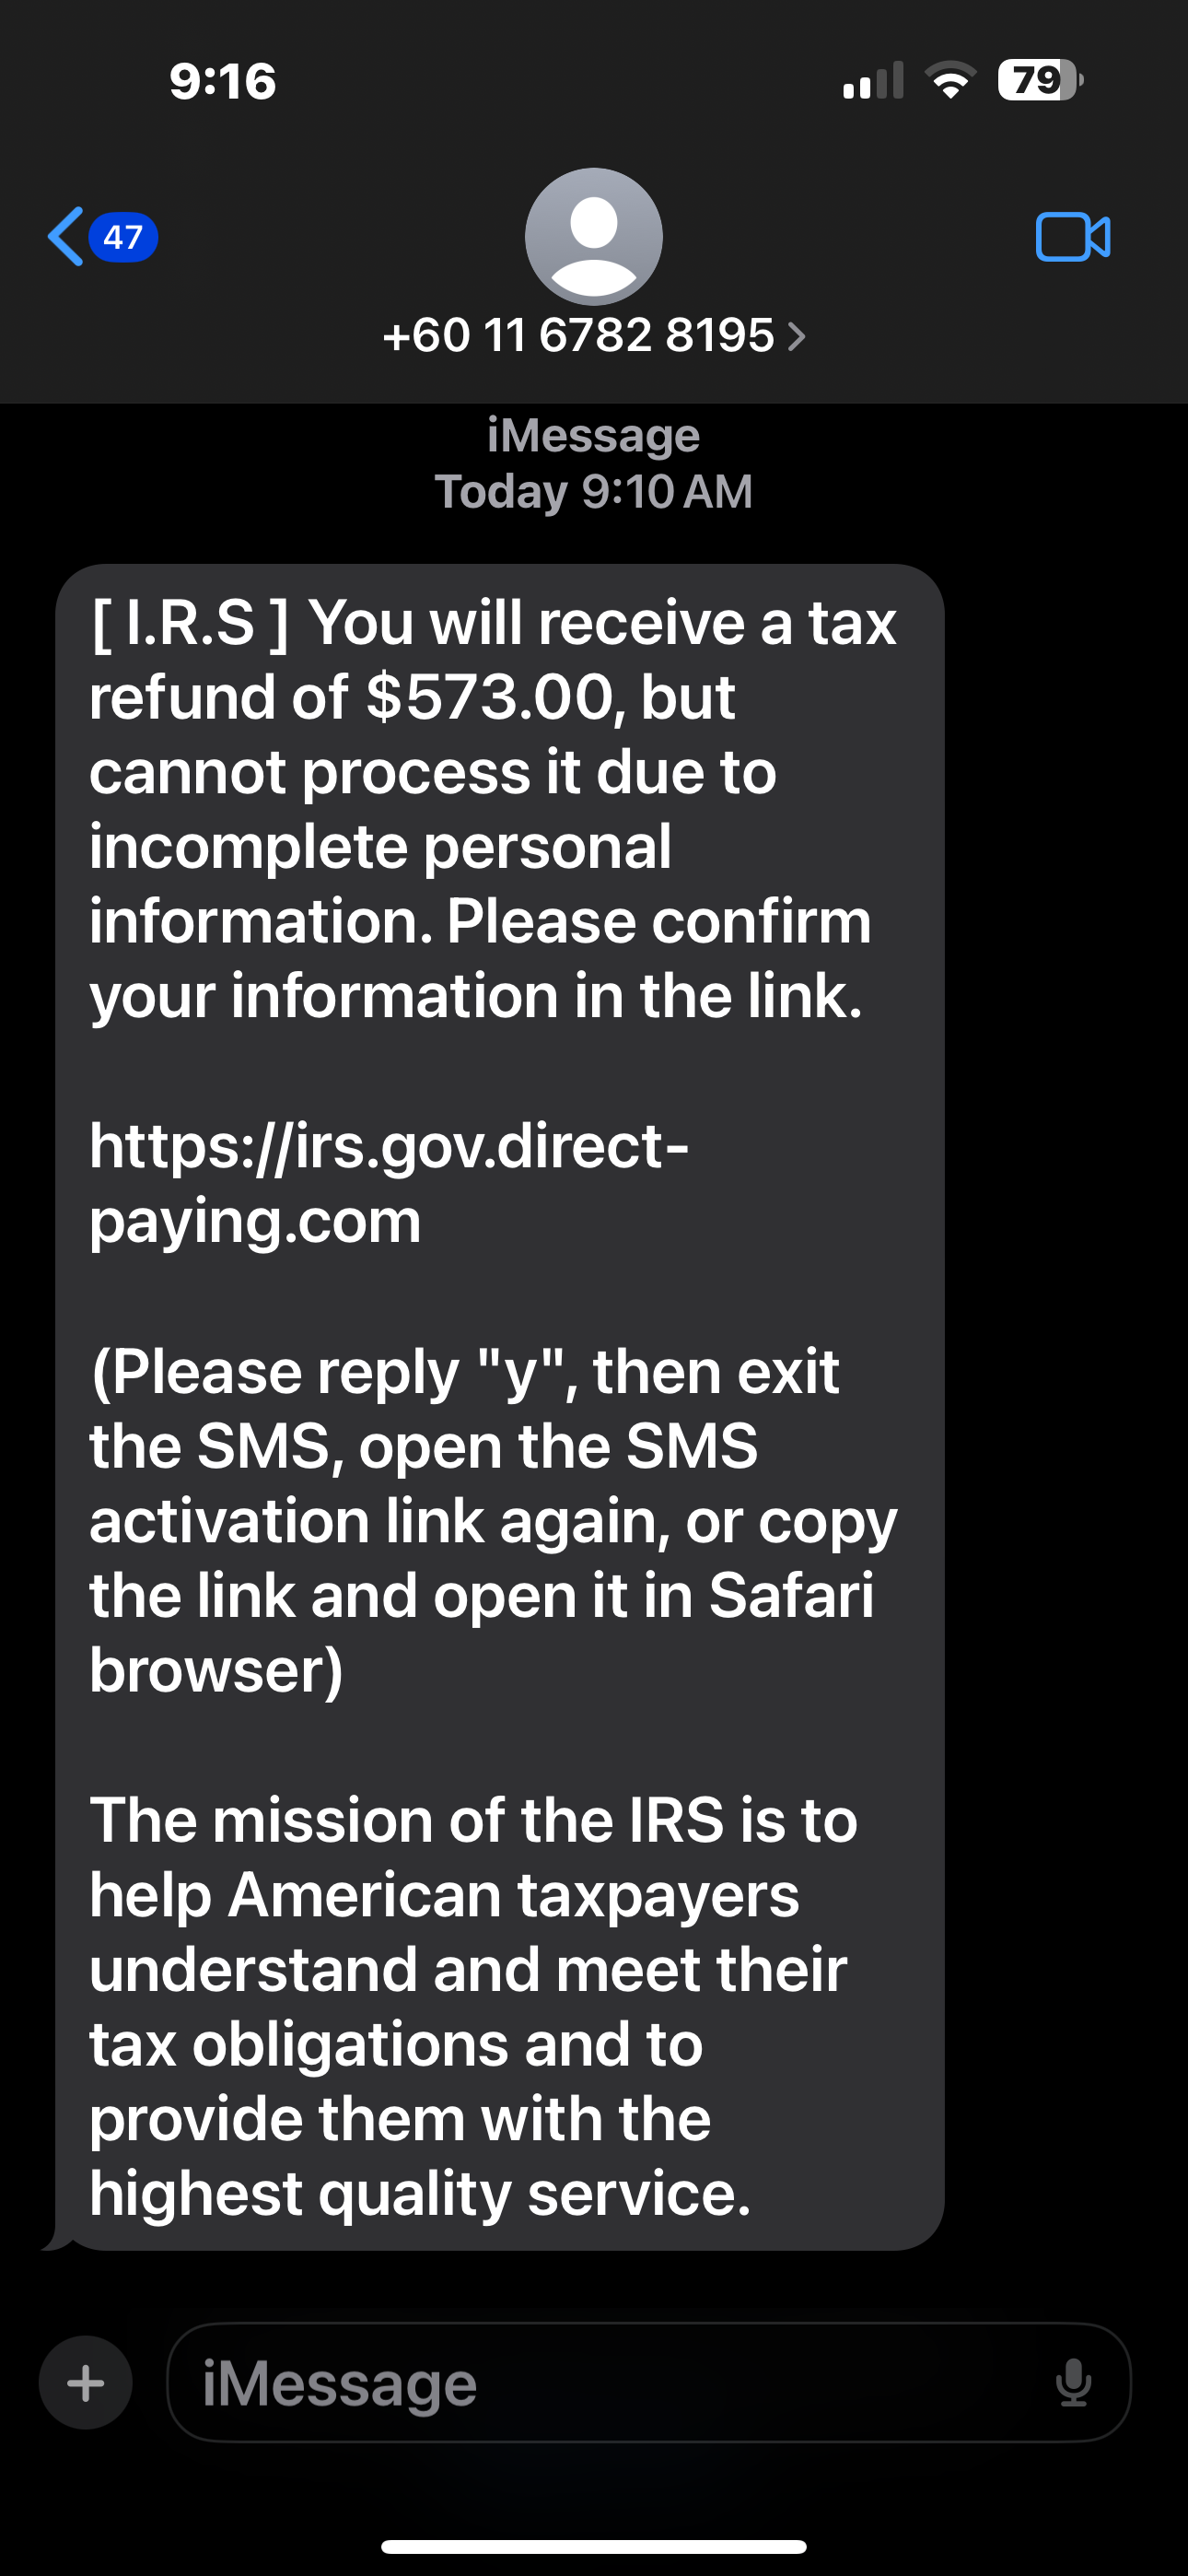 9:16
79
47
+60 11 6782 8195
iMessage
Today 9:10 AM
[ I.R.S ] You will receive a tax
refund of $573.00, but
cannot process it due to
incomplete personal
information. Please confirm
your information in the link.
https://irs.gov.direct-
paying.com
(Please reply "y", then exit
the SMS, open the SMS
activation link again, or copy
the link and open it in Safari
browser)
The mission of the IRS is to
help American taxpayers
understand and meet their
tax obligations and to
provide them with the
highest quality service.
iMessage